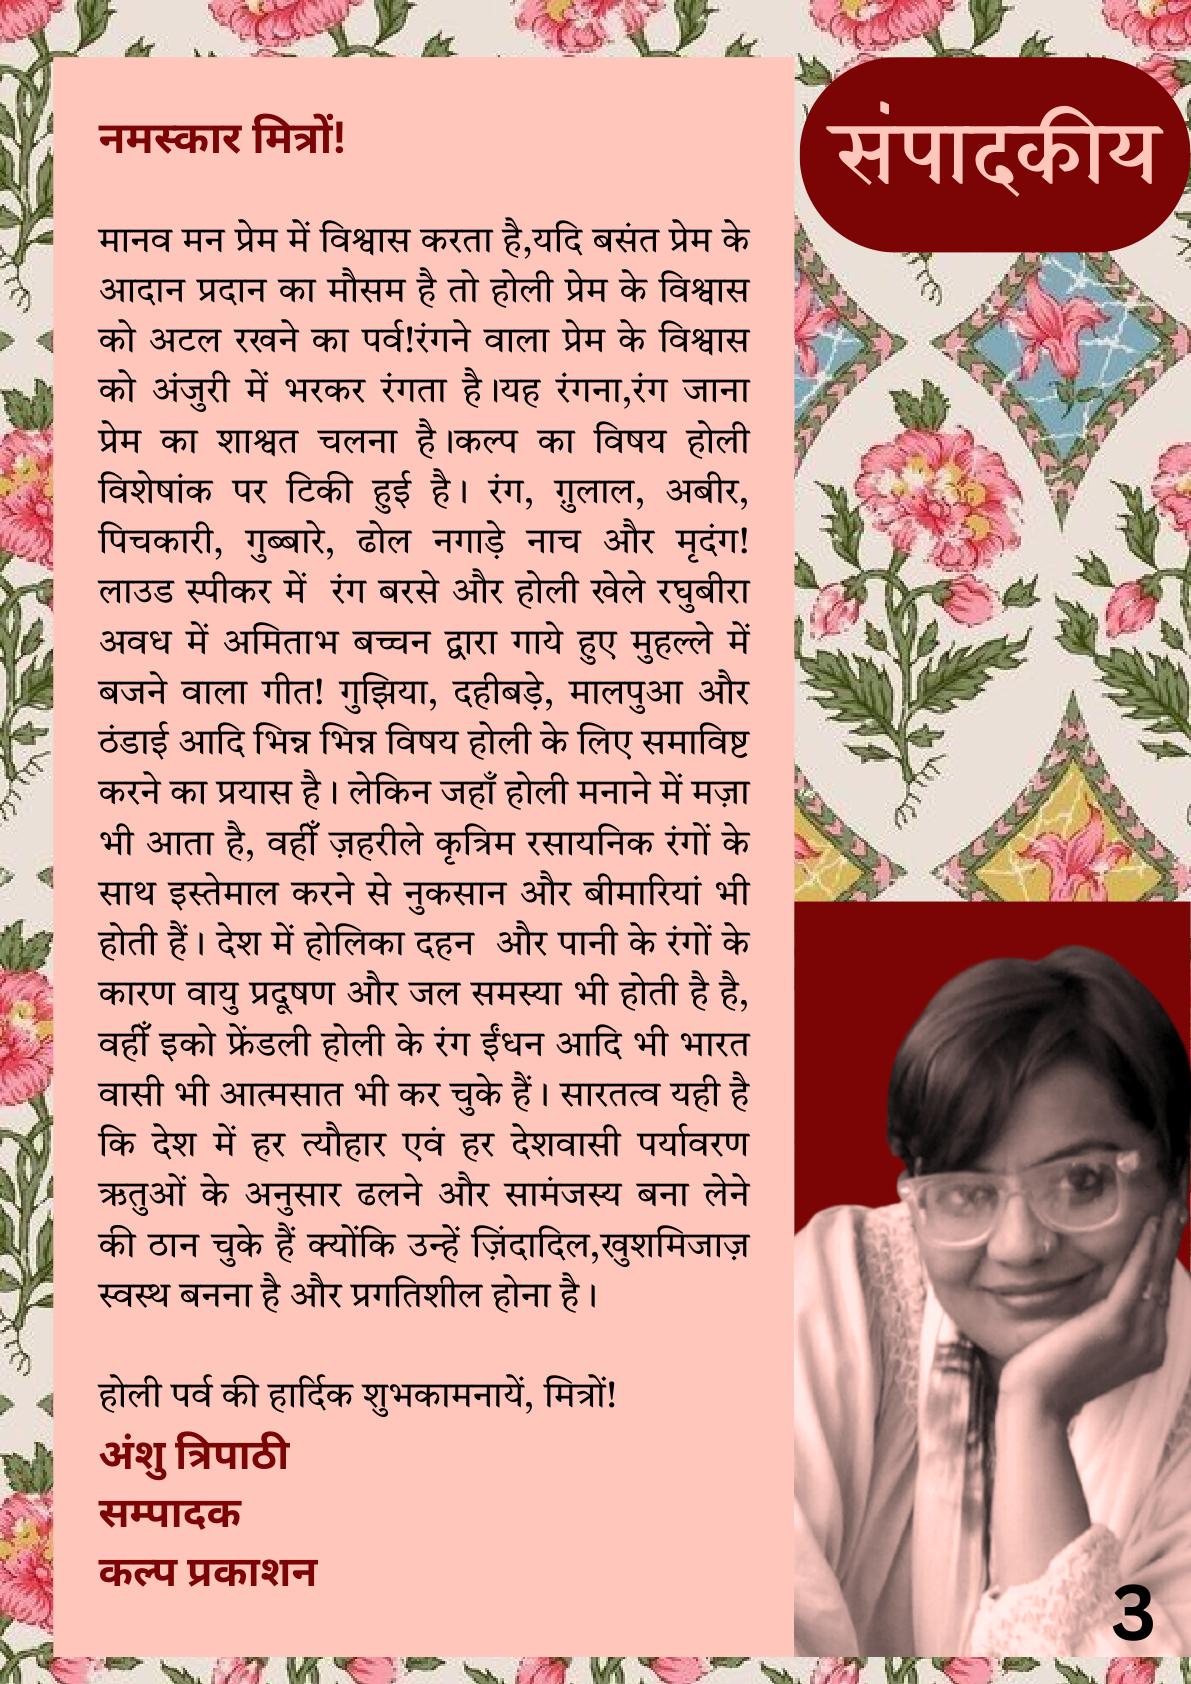 संपादकीय
नमस्कार मित्रों!
मानव मन प्रेम में विश्वास करता है,यदि बसंत प्रेम के
आदान प्रदान का मौसम है तो होली प्रेम के विश्वास
को अटल रखने का पर्व!रंगने वाला प्रेम के विश्वास
को अंजुरी में भरकर रंगता है।यह रंगना,रंग जाना
प्रेम का शाश्वत चलना है।कल्प का विषय होली
विशेषांक पर टिकी हुई है। रंग, ग़ुलाल, अबीर,
पिचकारी, गुब्बारे, ढोल नगाड़े नाच और मृदंग!
लाउड स्पीकर में रंग बरसे और होली खेले रघुबीरा
अवध में अमिताभ बच्चन द्वारा गाये हुए मुहल्ले में
बजने वाला गीत! गुझिया, दहीबड़े, मालपुआ और
ठंडाई आदि भिन्न भिन्न विषय होली के लिए समाविष्ट
करने का प्रयास है। लेकिन जहाँ होली मनाने में मज़ा
भी आता है, वहीँ ज़हरीले कृत्रिम रसायनिक रंगों के
साथ इस्तेमाल करने से नुकसान और बीमारियां भी
होती हैं। देश में होलिका दहन और पानी के रंगों के
कारण वायु प्रदूषण और जल समस्या भी होती है है,
वहीँ इको फ्रेंडली होली के रंग ईंधन आदि भी भारत
वासी भी आत्मसात भी कर चुके हैं। सारतत्व यही है
कि देश में हर त्यौहार एवं हर देशवासी पर्यावरण
ऋतुओं के अनुसार ढलने और सामंजस्य बना लेने
की ठान चुके हैं क्योंकि उन्हें ज़िंदादिल,खुशमिजाज़
स्वस्थ बनना है और प्रगतिशील होना है।
होली पर्व की हार्दिक शुभकामनायें, मित्रों!
अंशु त्रिपाठी
सम्पादक
कल्प प्रकाशन
3